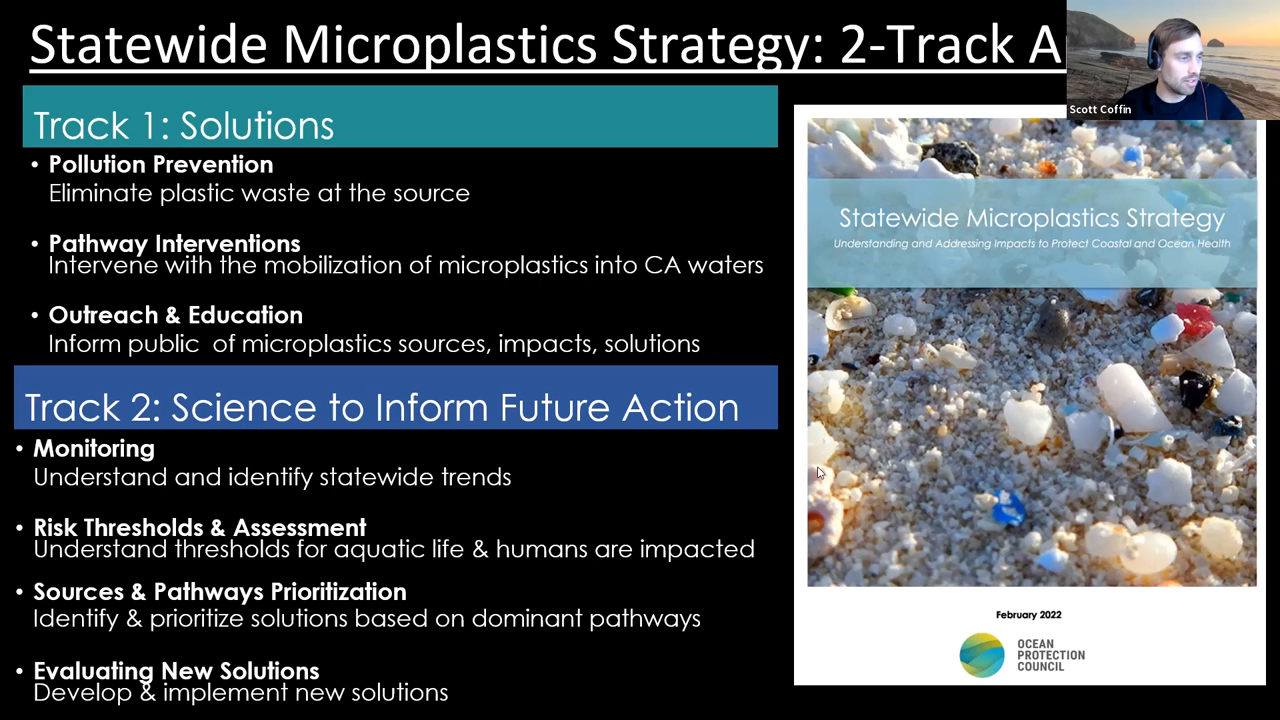 Statewide Microplastics Strategy: 2-Track A
Scott Coffin
Track 1: Solutions
• Pollution Prevention
Eliminate plastic waste at the source
• Pathway Interventions
Intervene with the mobilization of microplastics into CA waters
• Outreach & Education
Inform public  of microplastics sources, impacts, solutions
Track 2: Science to Inform Future Action
• Monitoring
Understand and identify statewide trends
• Risk Thresholds & Assessment
Understand thresholds for aquatic life & humans are impacted
• Sources & Pathways Prioritization
Identify & prioritize solutions based on dominant pathways
• Evaluating New Solutions
Develop & implement new solutions
Statewide Microplastics Strategy
Understanding and Addressing Impacts to Protect Coastal and Ocean Health
February 2022
OCEAN
PROTECTION
COUNCIL